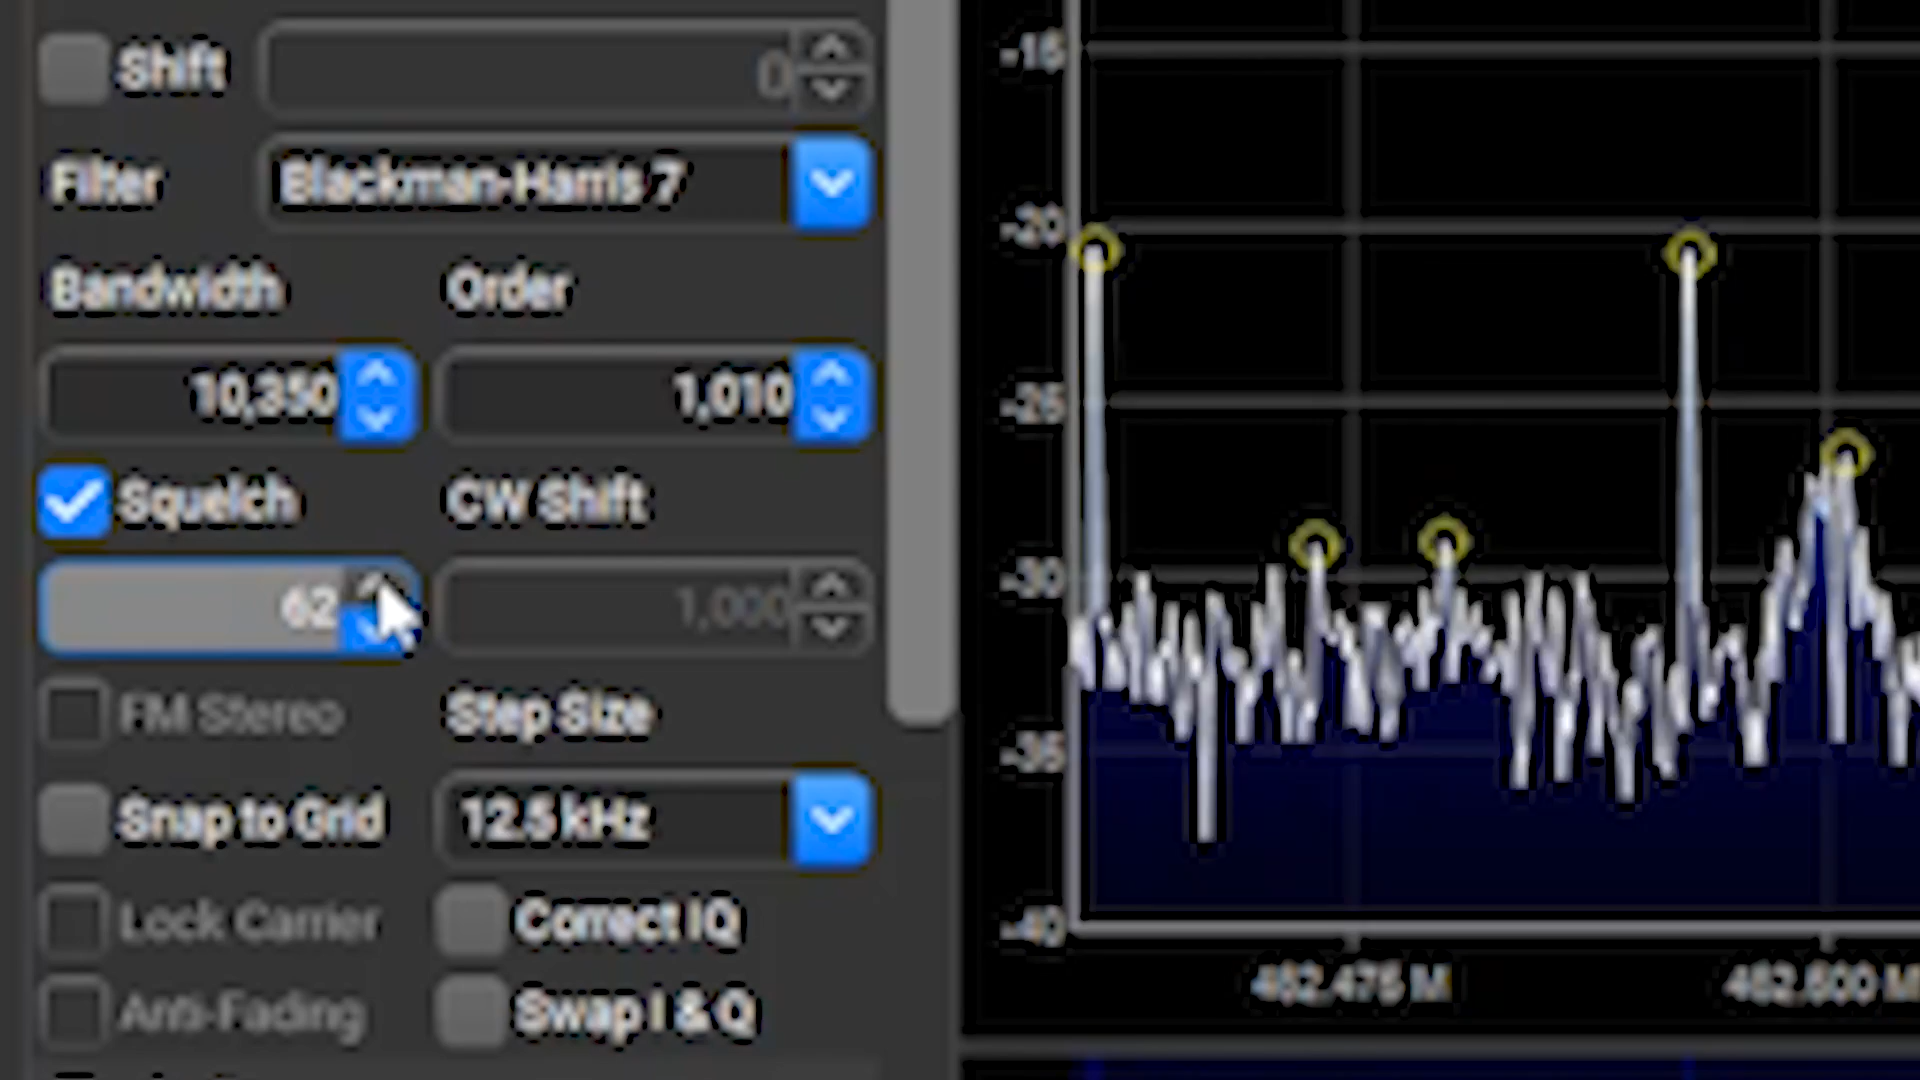 Shift 0
Filter Blackman-Harris 7
Bandwidth Order
10,350 1,010
Squelch CW Shift
62 1,000
FM Stereo Step Size
Snap to Grid 12.5 kHz
Lock Carrier Correct IQ
Anti-Fading Swap I & Q
-15
-20
-25
-30
-35
-40
462.475 M 462.500 M